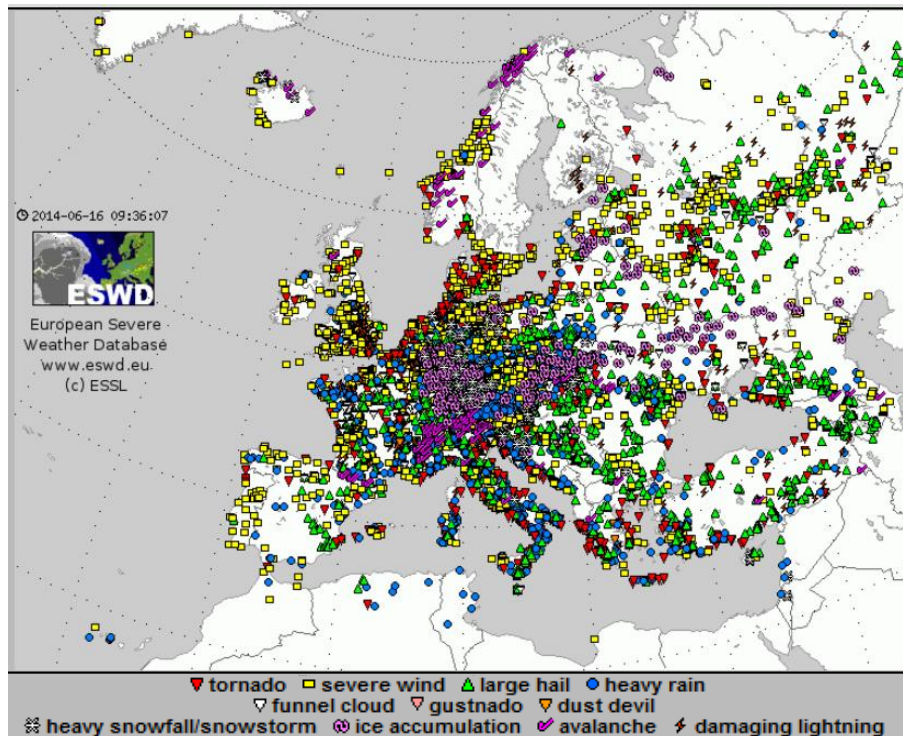 2014-06-16 09:36:07
ESWD
European Severe
Weather Database
www.eswd.eu
(c) ESSL
tornado severe wind large hail heavy rain
funnel cloud gustnado dust devil
heavy snowfall/snowstorm ice accumulation avalanche damaging lightning